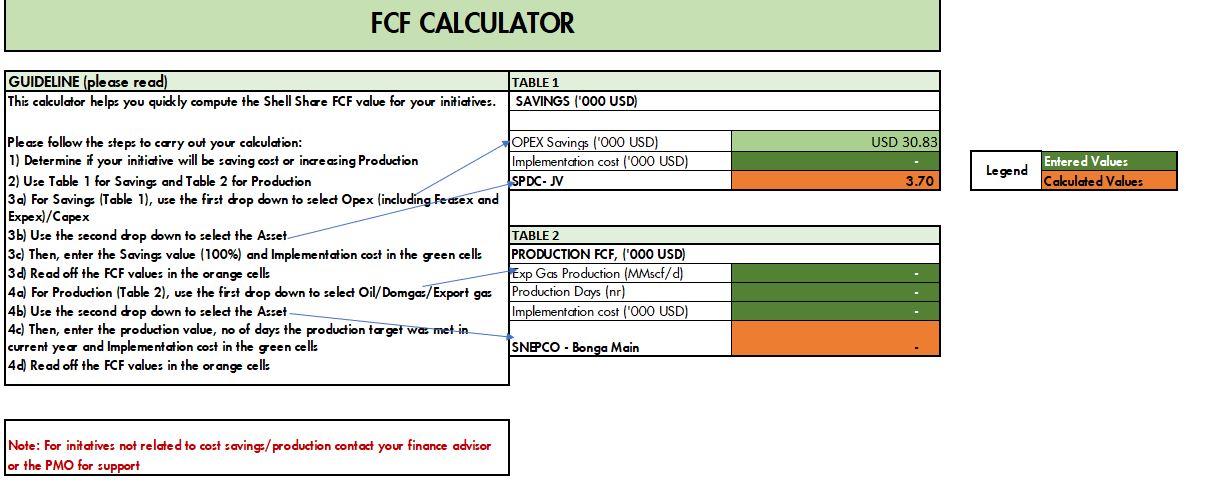 FCF CALCULATOR
GUIDELINE (please read)
This calculator helps you quickly compute the Shell Share FCF value for your initiatives.
Please follow the steps to carry out your calculation:
1) Determine if your initiative will be saving cost or increasing Production
2) Use Table 1 for Savings and Table 2 for Production
3a) For Savings (Table 1), use the first drop down to select Opex (including Feasex and
Expex)/Capex
3b) Use the second drop down to select the Asset
3c) Then, enter the Savings value (100%) and Implementation cost in the green cells
3d) Read off the FCF values in the orange cells
4a) For Production (Table 2), use the first drop down to select Oil/Domgas/Export gas
4b) Use the second drop down to select the Asset
4c) Then, enter the production value, no of days the production target was met in
current year and Implementation cost in the green cells
4d) Read off the FCF values in the orange cells
Note: For initatives not related to cost savings/production contact your finance advisor
or the PMO for support
TABLE 1
SAVINGS ('000 USD)
OPEX Savings ('000 USD) USD 30.83
Implementation cost ('000 USD) -
SPDC- JV 3.70
TABLE 2
PRODUCTION FCF, ('000 USD)
Exp Gas Production (MMscf/d) -
Production Days (nr) -
Implementation cost ('000 USD) -
SNEPCO - Bonga Main -
Legend
Entered Values
Calculated Values